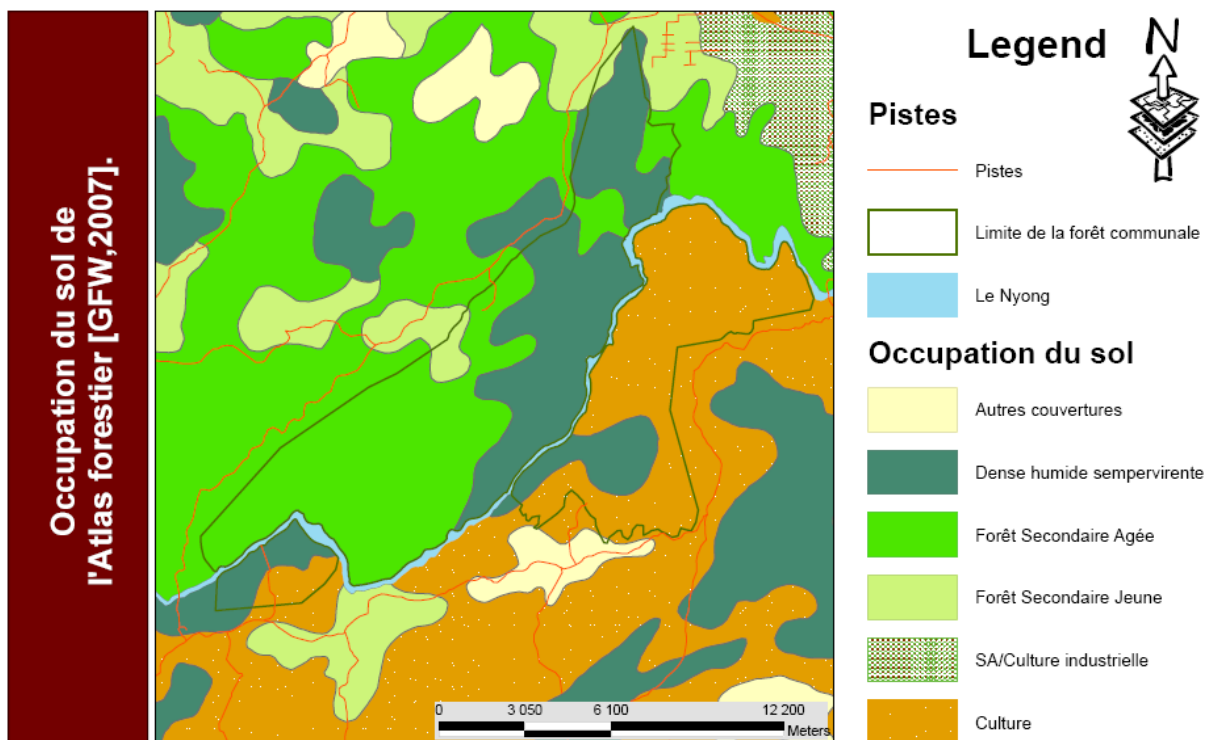 Occupation du sol de
l'Atlas forestier [GFW,2007].
Legend
N
Pistes
Pistes
Limite de la forêt communale
Le Nyong
Occupation du sol
Autres couvertures
Dense humide sempervirente
Forêt Secondaire Agée
Forêt Secondaire Jeune
SA/Culture industrielle
Culture
0 3 050 6 100 12 200
Meters